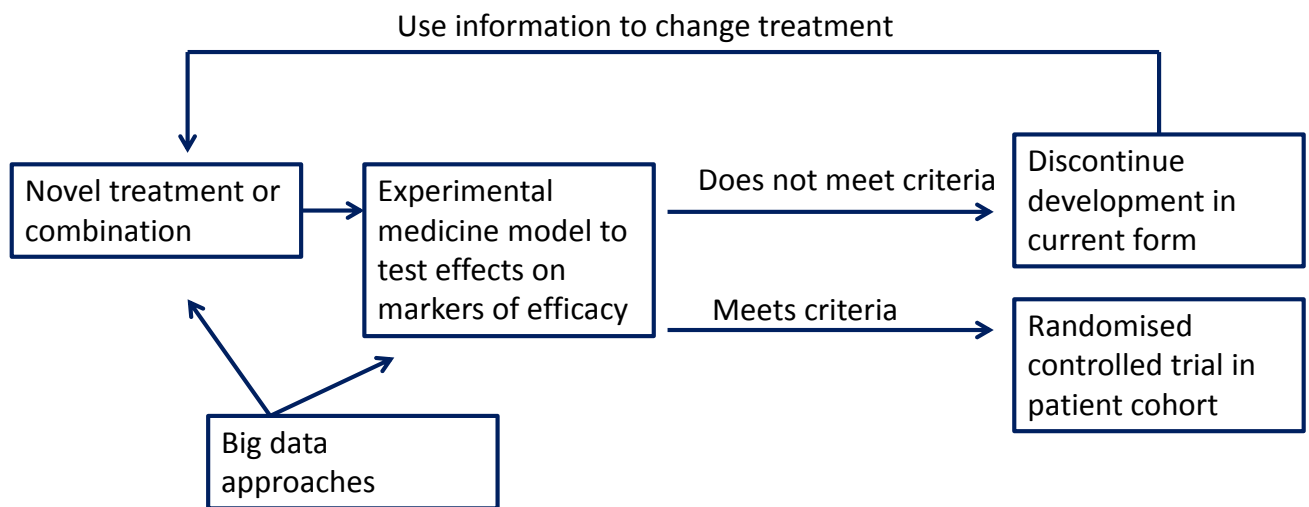 Use information to change treatment
Novel treatment or
combination
Experimental
medicine model to
test effects on
markers of efficacy
Does not meet criteria
Meets criteria
Discontinue
development in
current form
Randomised
controlled trial in
patient cohort
Big data
approaches